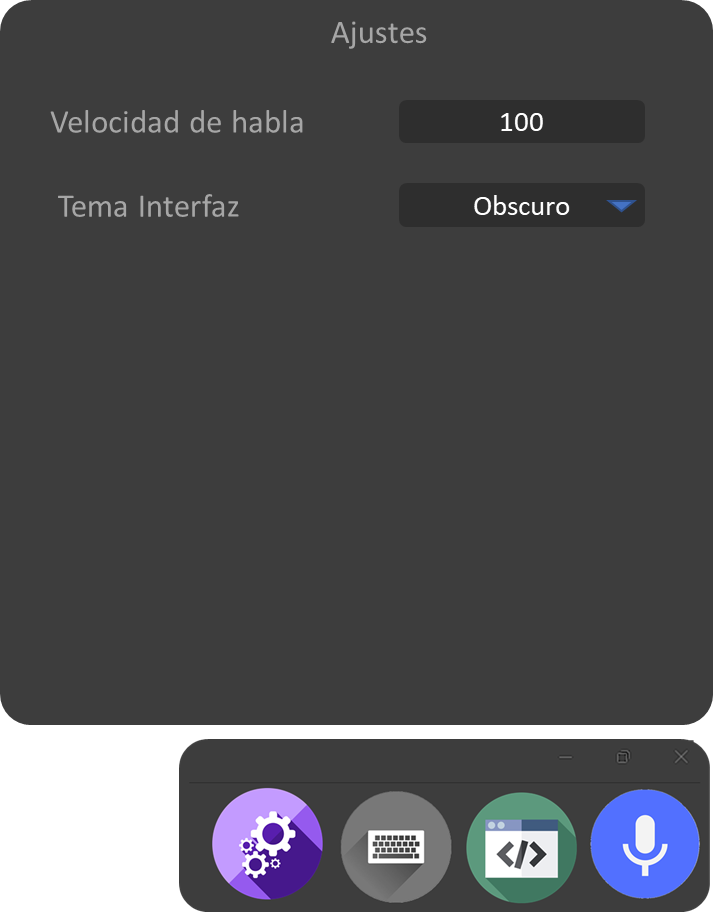 Ajustes
Velocidad de habla 100
Tema Interfaz Obscuro
</>